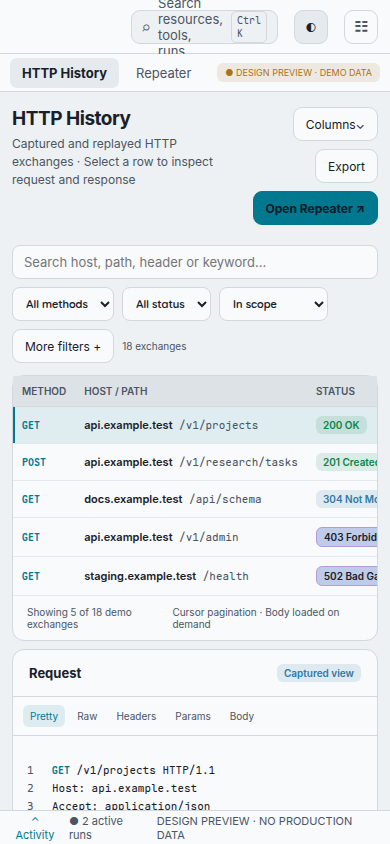 Search
resources,
tools,
runs
Ctrl
K
HTTP History
Repeater
DESIGN PREVIEW · DEMO DATA
HTTP History
Captured and replayed HTTP
exchanges · Select a row to inspect
request and response
Columns
Export
Open Repeater ↗
Search host, path, header or keyword...
All methods
All status
In scope
More filters +
18 exchanges
METHOD HOST / PATH STATUS
GET api.example.test /v1/projects 200 OK
POST api.example.test /v1/research/tasks 201 Created
GET docs.example.test /api/schema 304 Not Mo
GET api.example.test /v1/admin 403 Forbid
GET staging.example.test /health 502 Bad Ga
Showing 5 of 18 demo
exchanges
Cursor pagination · Body loaded on
demand
Request
Captured view
Pretty Raw Headers Params Body
1 GET /v1/projects HTTP/1.1
2 Host: api.example.test
3 Accept: application/json
^
Activity
● 2 active
runs
DESIGN PREVIEW · NO PRODUCTION
DATA